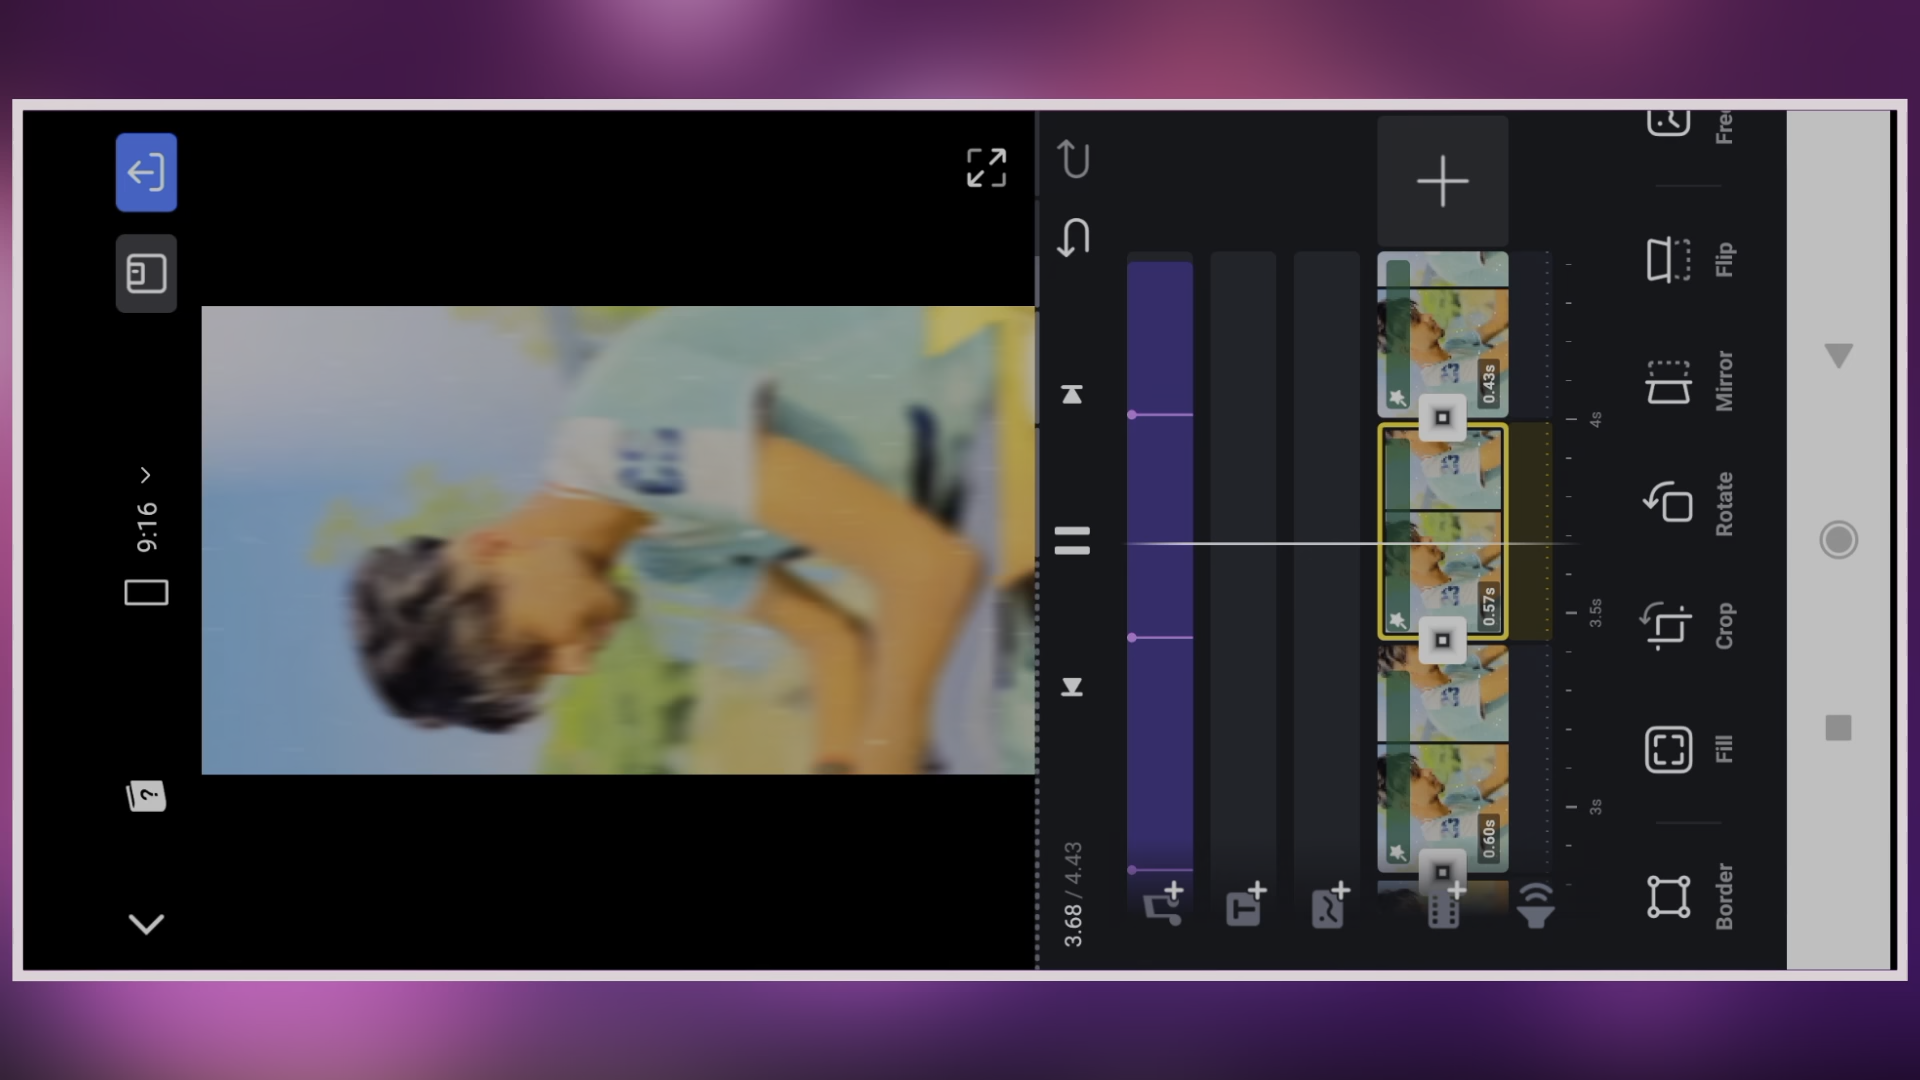 9:16
?
3.68 / 4.43
T
0.60s
0.57s
0.43s
3s
3.5s
4s
Border
Fill
Crop
Rotate
Mirror
Flip